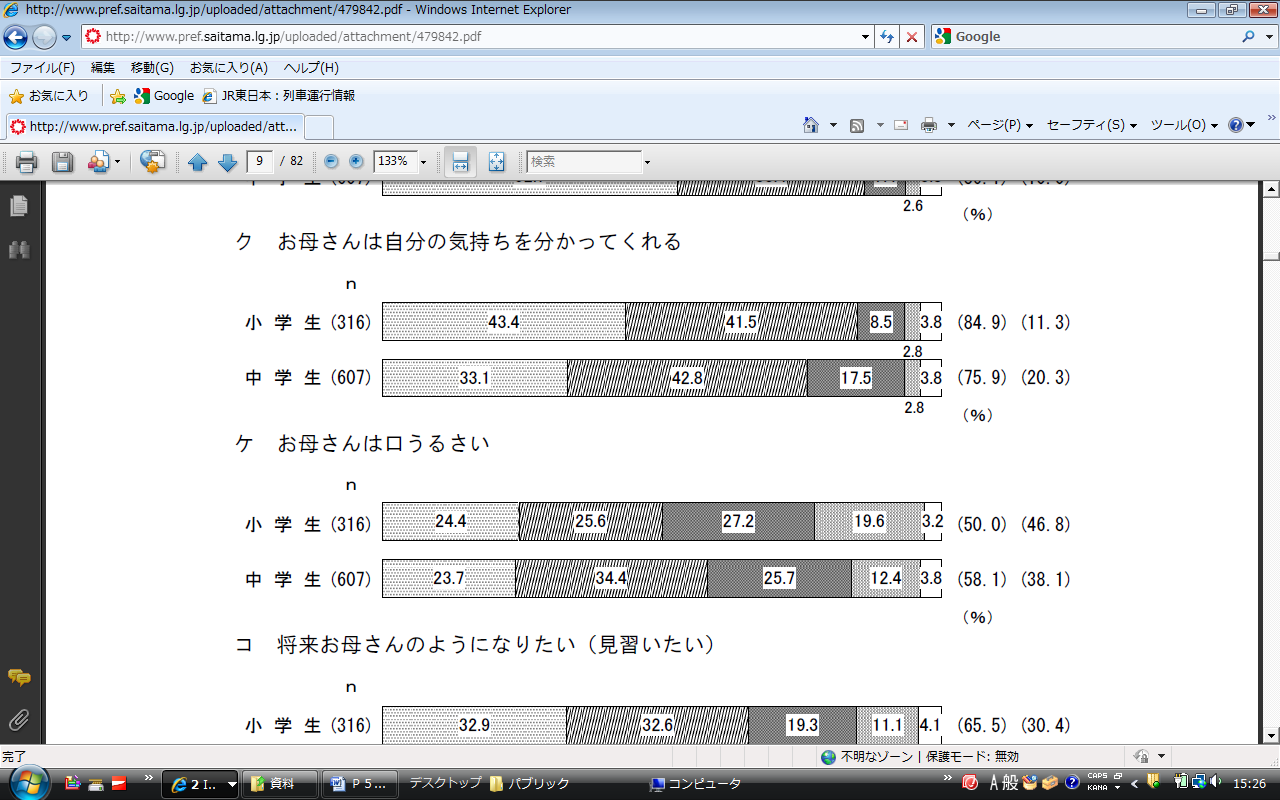 http://www.pref.saitama.lg.jp/uploaded/attachment/479842.pdf - Windows Internet Explorer
http://www.pref.saitama.lg.jp/uploaded/attachment/479842.pdf
Google
ファイル(F) 編集 移動(G) お気に入り(A) ヘルプ(H)
お気に入り Google JR東日本:列車運行情報
http://www.pref.saitama.lg.jp/uploaded/att... ページ(P) セーフティ(S) ツール(O)
9 / 82 133% 検索
2.6 (%)
ク お母さんは自分の気持ちを分かってくれる
n
小学生(316) 43.4 41.5 8.5 3.8 (84.9) (11.3)
2.8
中学生(607) 33.1 42.8 17.5 3.8 (75.9) (20.3)
2.8 (%)
ケ お母さんは口うるさい
n
小学生(316) 24.4 25.6 27.2 19.6 3.2 (50.0) (46.8)
中学生(607) 23.7 34.4 25.7 12.4 3.8 (58.1) (38.1)
(%)
コ 将来お母さんのようになりたい(見習いたい)
n
小学生(316) 32.9 32.6 19.3 11.1 4.1 (65.5) (30.4)
完了 不明なゾーン | 保護モード: 無効
2 I... 資料 P 5... デスクトップ パブリック コンピュータ A 般 CAPS KANA 15:26